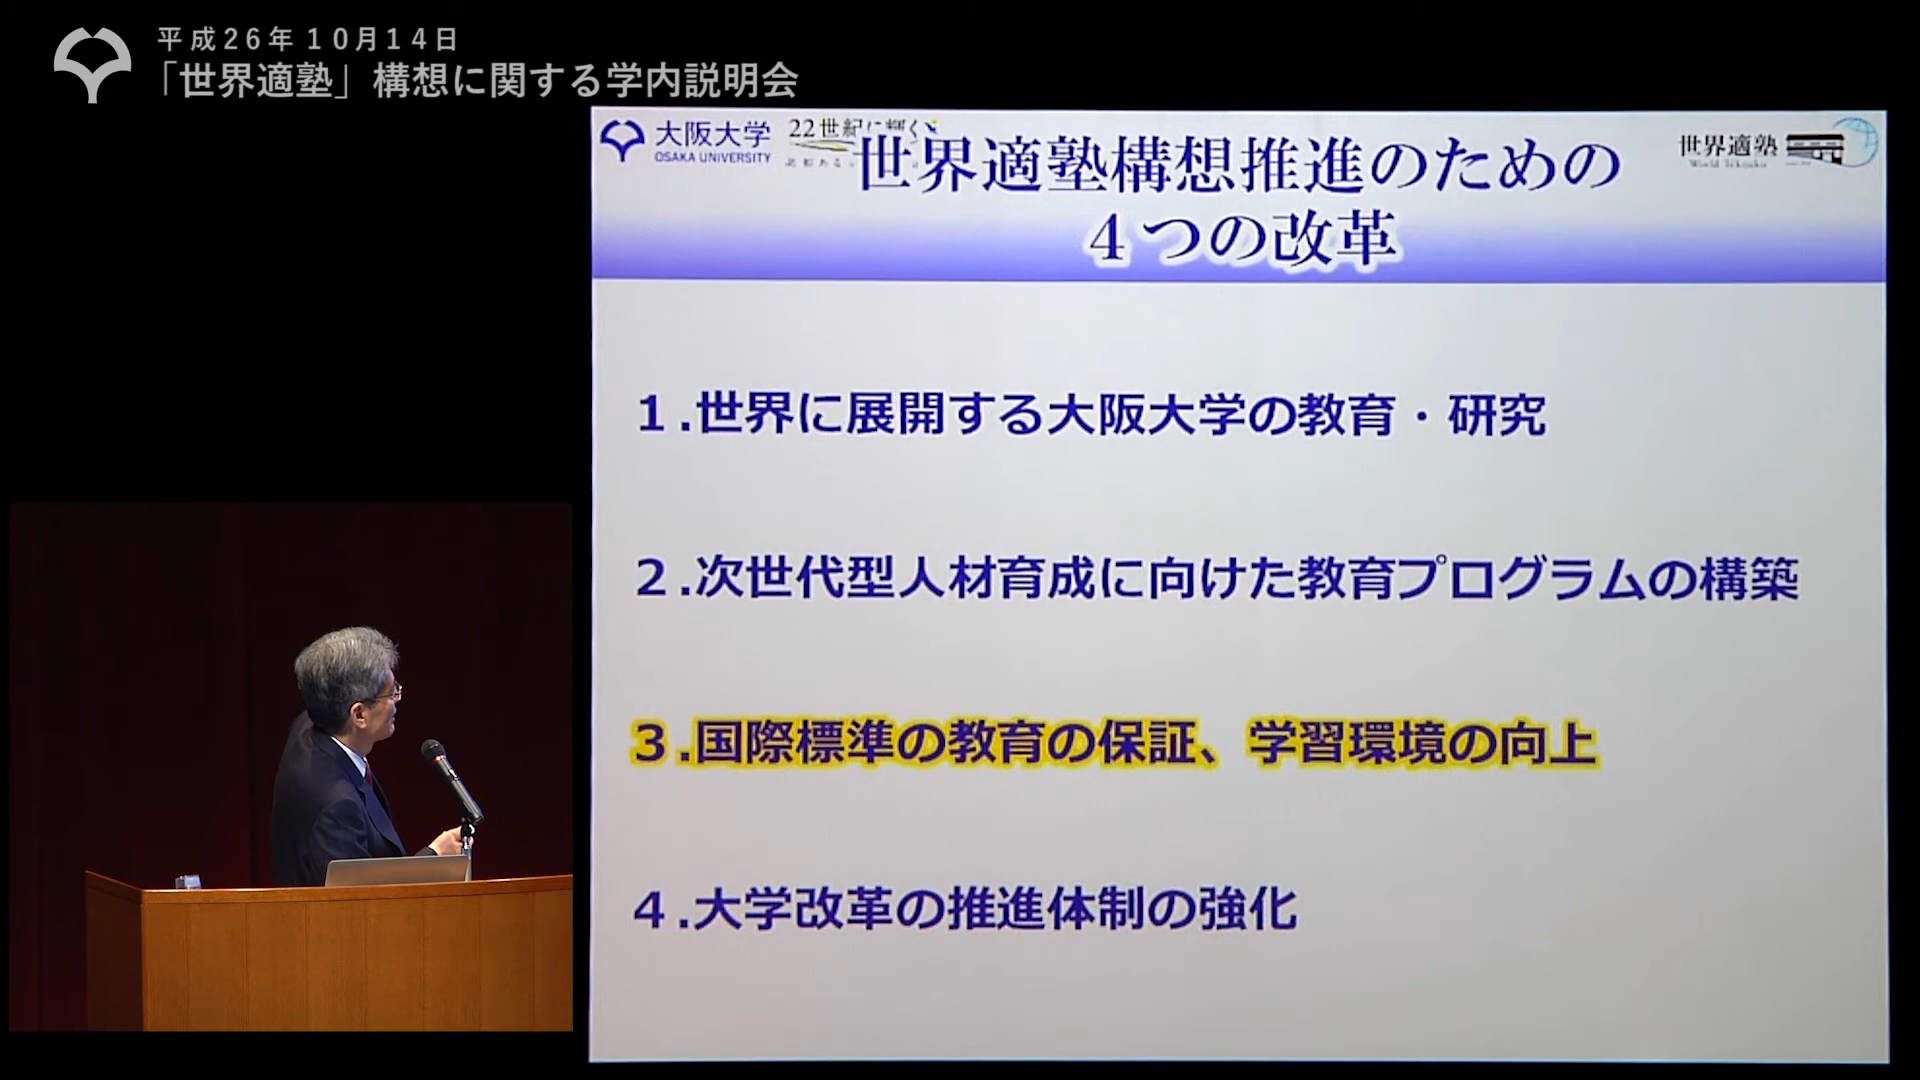 平成26年10月14日
「世界適塾」構想に関する学内説明会
大阪大学
OSAKA UNIVERSITY
22世紀に輝く
世界適塾
World Tekijuku
世界適塾構想推進のための
4つの改革
1.世界に展開する大阪大学の教育・研究
2.次世代型人材育成に向けた教育プログラムの構築
3.国際標準の教育の保証、学習環境の向上
4.大学改革の推進体制の強化